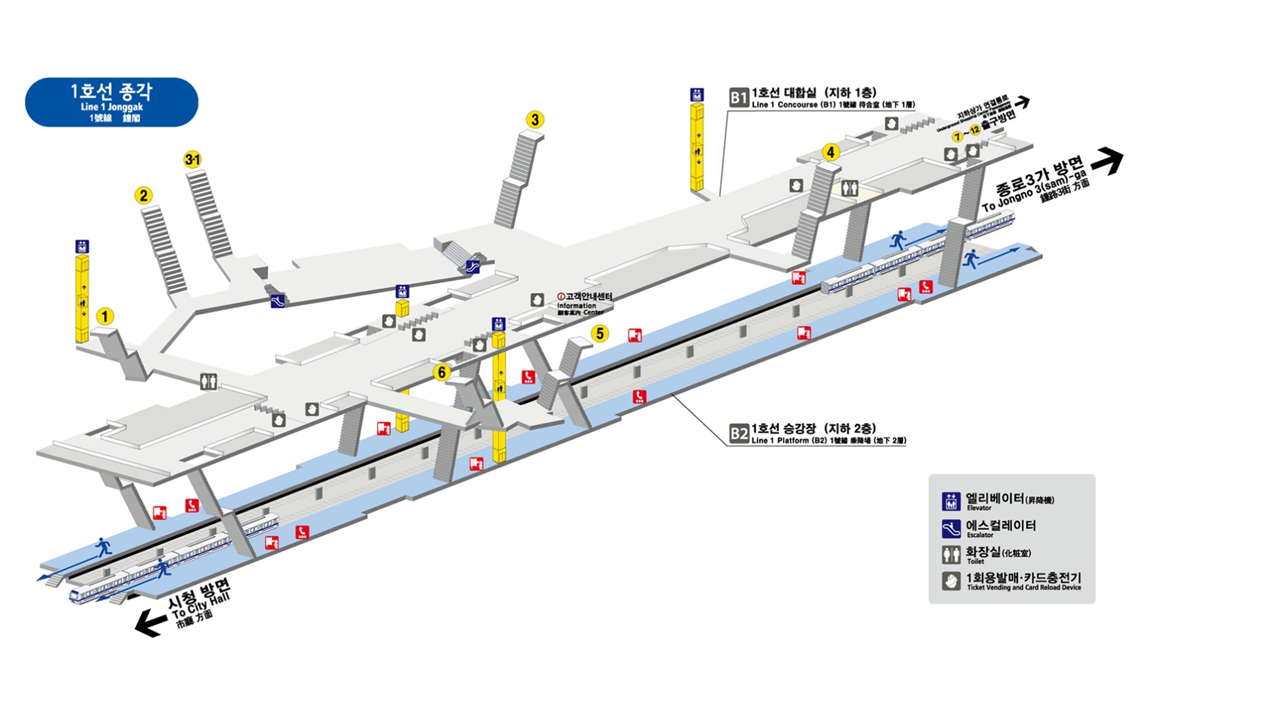 1호선 종각
Line 1 Jonggak
1號線 鐘閣
2
3·1
3
1
B1 1호선 대합실 (지하 1층)
Line 1 Concourse (B1) 1號線 待合室 (地下 1層)
4
지하상가 연결통로
Underground Shopping Center
7~12 출구방면
종로3가 방면
To Jongno 3(sam)-ga
鍾路3街 方面
고객안내센터
Information
顧客案內 Center
5
6
B2 1호선 승강장 (지하 2층)
Line 1 Platform (B2) 1號線 乘降場 (地下 2層)
시청 방면
To City Hall
市廳 方面
엘리베이터(昇降機)
Elevator
에스컬레이터
Escalator
화장실(化粧室)
Toilet
1회용발매·카드충전기
Ticket Vending and Card Reload Device